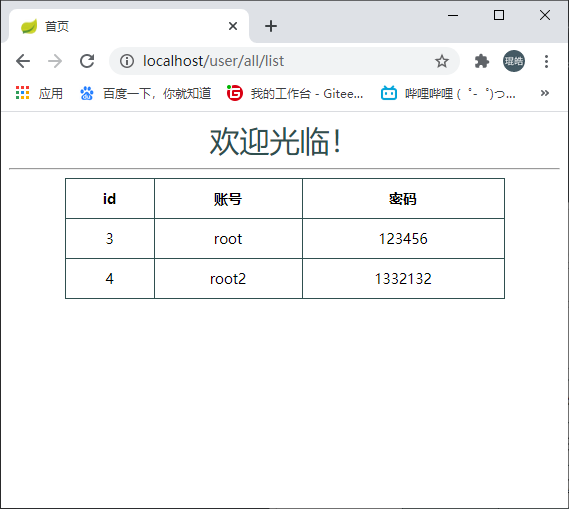 首页
localhost/user/all/list
琨皓
应用 百度一下，你就知道 我的工作台 - Gitee... 哔哩哔哩 ( ゜- ゜)つ...
欢迎光临！
id 账号 密码
3 root 123456
4 root2 1332132